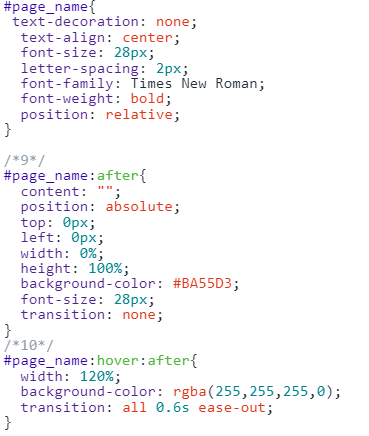 #page_name{
text-decoration: none;
text-align: center;
font-size: 28px;
letter-spacing: 2px;
font-family: Times New Roman;
font-weight: bold;
position: relative;
}
/*9*/
#page_name:after{
content: "";
position: absolute;
top: 0px;
left: 0px;
width: 0%;
height: 100%;
background-color: #BA55D3;
font-size: 28px;
transition: none;
}
/*10*/
#page_name:hover:after{
width: 120%;
background-color: rgba(255,255,255,0);
transition: all 0.6s ease-out;
}